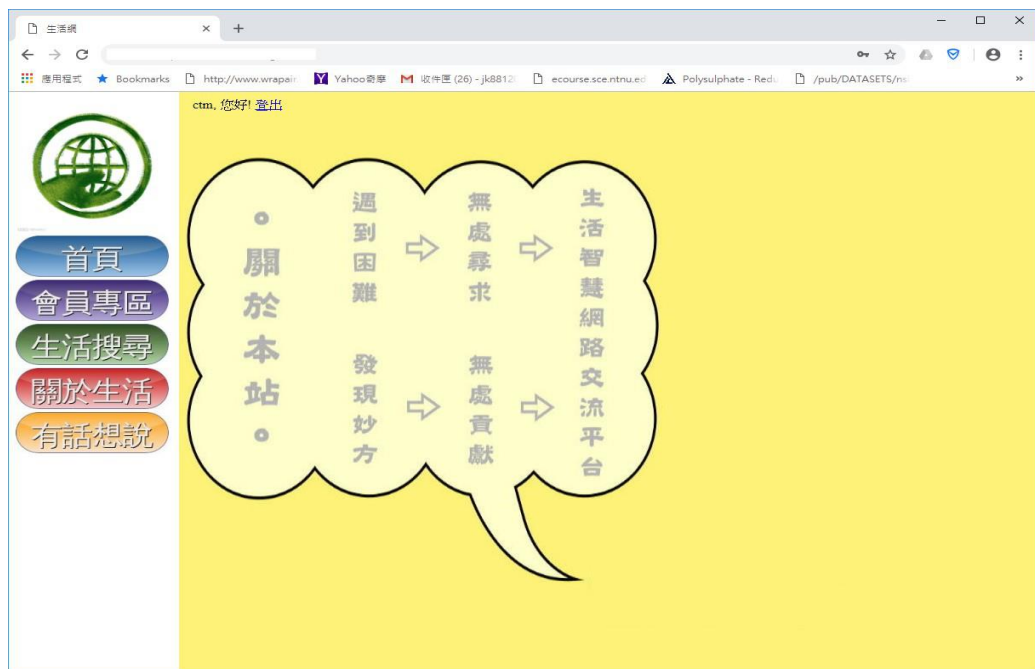 生活網
應用程式 Bookmarks http://www.wrapair Yahoo奇摩 收件匣 (26) - jk8812 ecourse.sce.ntnu.ed Polysulphate - Redu /pub/DATASETS/ns »
ctm, 您好! 登出
首頁
會員專區
生活搜尋
關於生活
有話想說
。關於本站。
遇到困難
無處尋求
發現妙方
無處貢獻
生活智慧網路交流平台